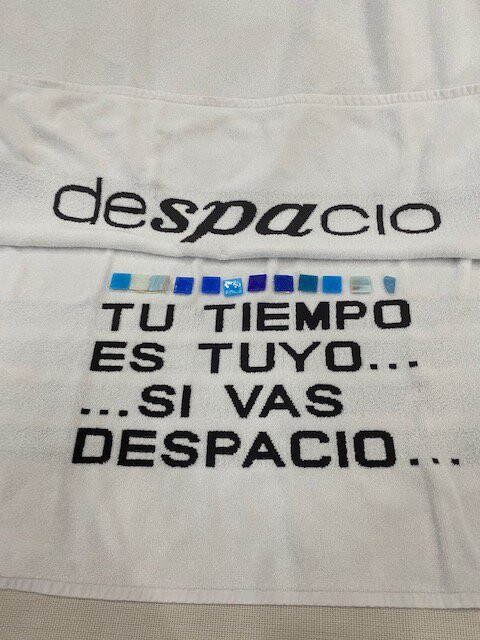 despacio
TU TIEMPO
ES TUYO...
...SI VAS
DESPACIO...